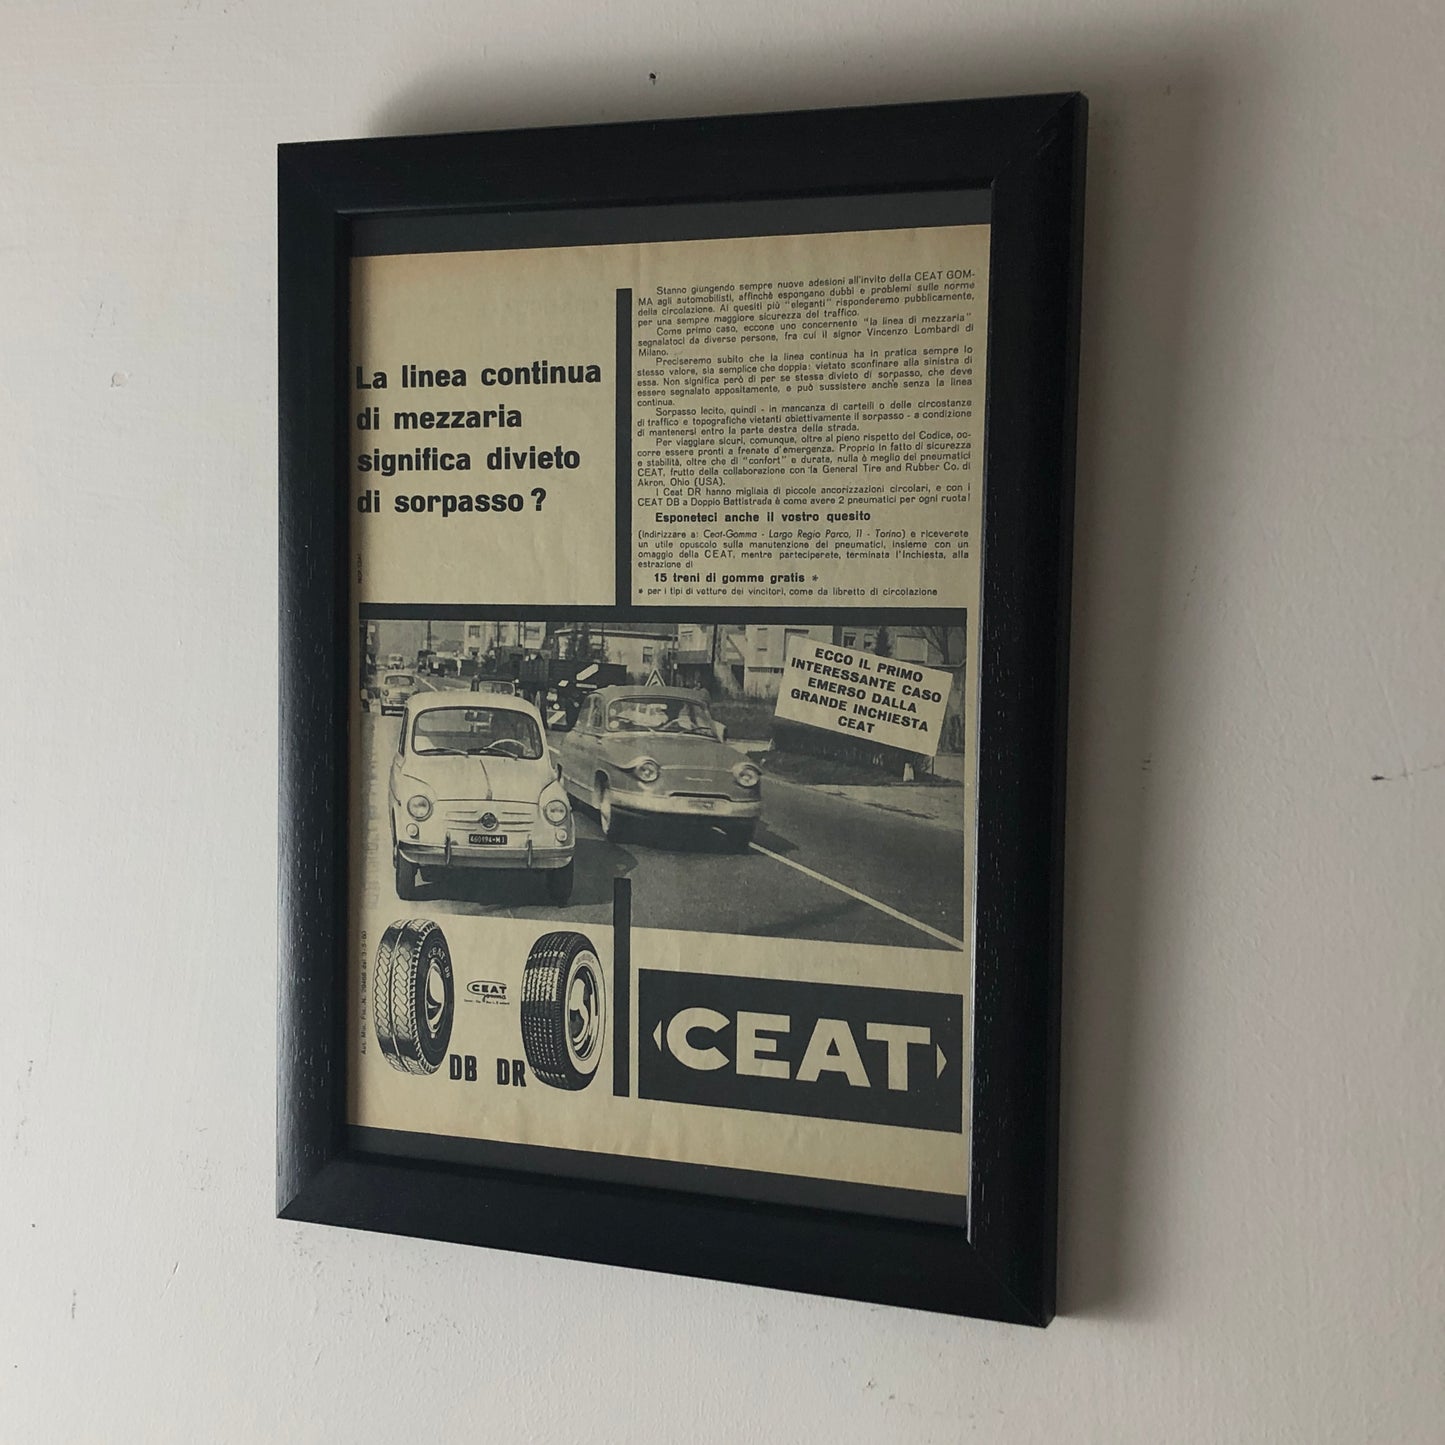 La linea continua
di mezzaria
significa divieto
di sorpasso ?
Stanno giungendo sempre nuove adesioni all'invito della CEAT GOM-
MA agli automobilisti, affinchè espongano dubbi e problemi sulle norme
della circolazione. Ai quesiti più "eleganti" risponderemo pubblicamente,
per una sempre maggiore sicurezza del traffico.
Come primo caso, eccone uno concernente "la linea di mezzaria"
segnalatoci da diverse persone, fra cui il signor Vincenzo Lombardi di
Milano.
Preciseremo subito che la linea continua ha in pratica sempre lo
stesso valore, sia semplice che doppia: vietato sconfinare alla sinistra di
essa. Non significa però di per se stessa divieto di sorpasso, che deve
essere segnalato appositamente, e può sussistere anche senza la linea
continua.
Sorpasso lecito, quindi - in mancanza di cartelli o delle circostanze
di traffico e topografiche vietanti obiettivamente il sorpasso - a condizione
di mantenersi entro la parte destra della strada.
Per viaggiare sicuri, comunque, oltre al pieno rispetto del Codice, oc-
corre essere pronti a frenate d'emergenza. Proprio in fatto di sicurezza
e stabilità, oltre che di "confort" e durata, nulla è meglio dei pneumatici
CEAT, frutto della collaborazione con la General Tire and Rubber Co. di
Akron, Ohio (USA).
I Ceat DR hanno migliaia di piccole ancorizzazioni circolari, e con i
CEAT DB a Doppio Battistrada è come avere 2 pneumatici per ogni ruota!
Esponeteci anche il vostro quesito
(indirizzare a: Ceat-Gomma - Largo Regio Parco, 11 - Torino) e riceverete
un utile opuscolo sulla manutenzione dei pneumatici, insieme con un
omaggio della CEAT, mentre parteciperete, terminata l'inchiesta, alla
estrazione di
15 treni di gomme gratis *
* per i tipi di vetture dei vincitori, come da libretto di circolazione
ECCO IL PRIMO
INTERESSANTE CASO
EMERSO DALLA
GRANDE INCHIESTA
CEAT
460194-MI
CEAT DB
CEAT
gomma
DB DR
CEAT